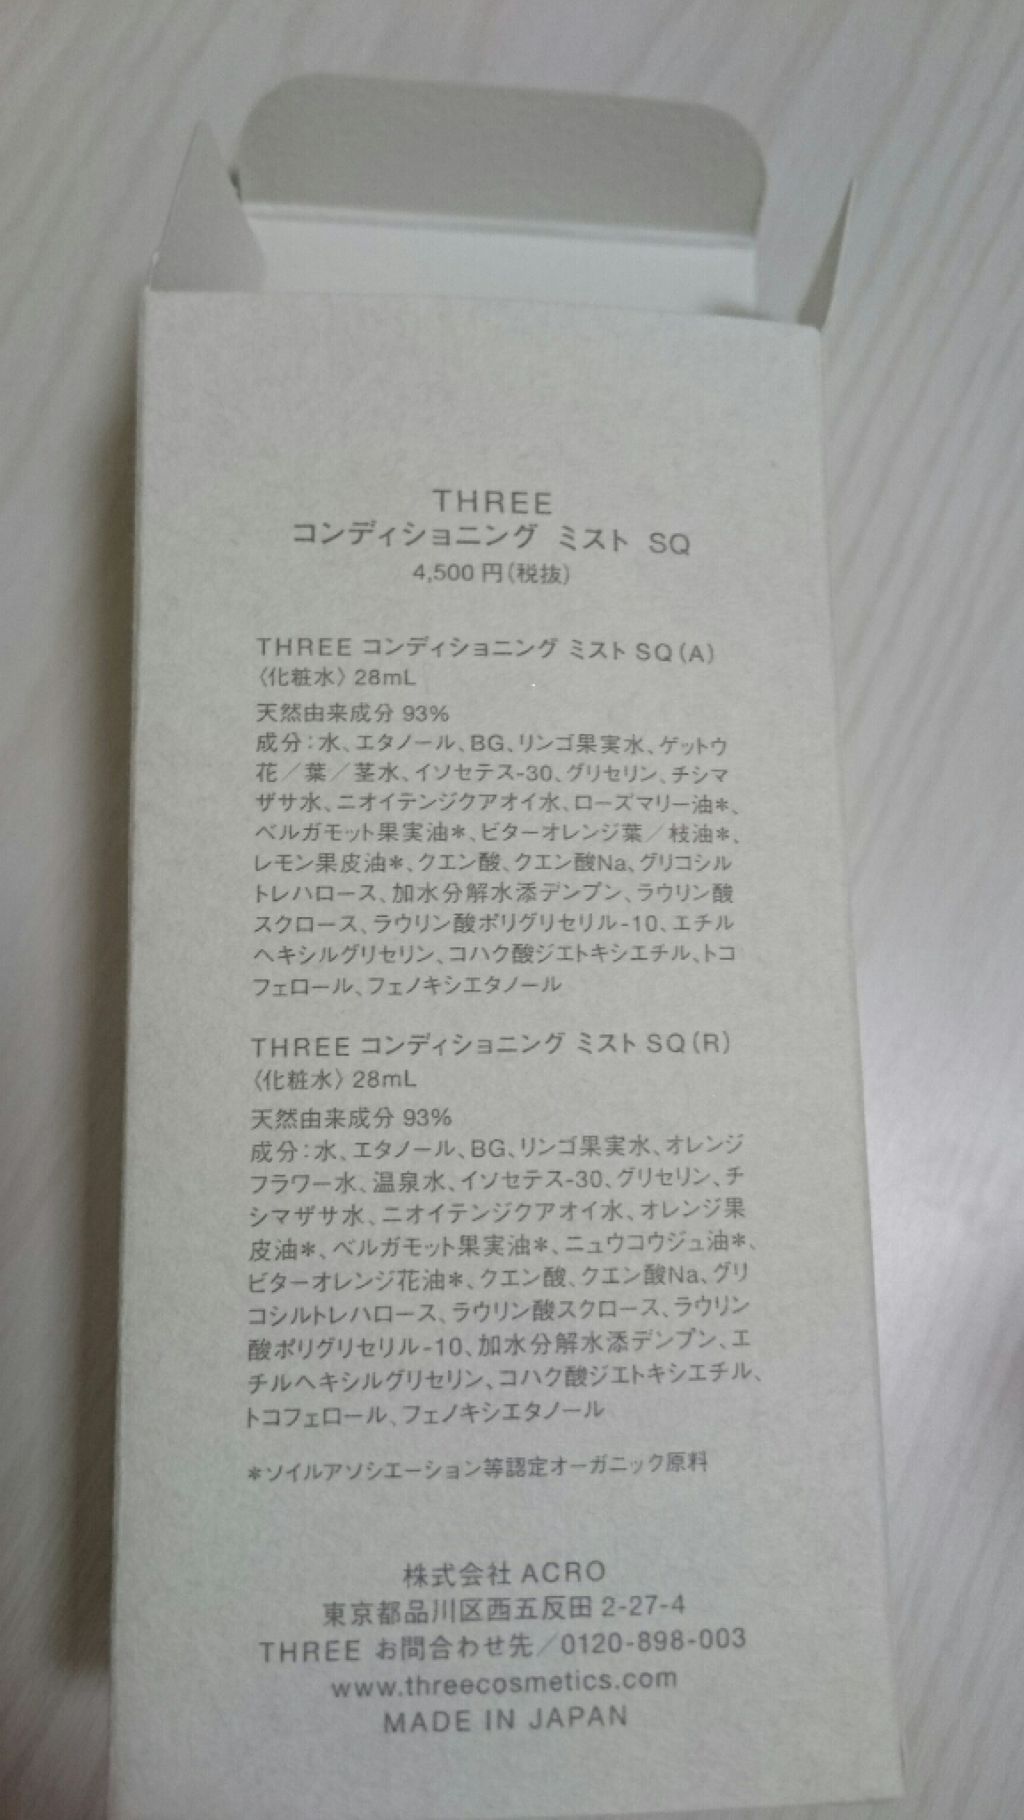 THREE
コンディショニング ミスト SQ
4,500円(税抜)
THREE コンディショニング ミスト SQ(A)
〈化粧水〉28mL
天然由来成分 93%
成分:水、エタノール、BG、リンゴ果実水、ゲットウ
花/葉/茎水、イソセテス-30、グリセリン、チシマ
ザサ水、ニオイテンジクアオイ水、ローズマリー油*、
ベルガモット果実油*、ビターオレンジ葉/枝油*、
レモン果皮油*、クエン酸、クエン酸Na、グリコシル
トレハロース、加水分解水添デンプン、ラウリン酸
スクロース、ラウリン酸ポリグリセリル-10、エチル
ヘキシルグリセリン、コハク酸ジエトキシエチル、トコ
フェロール、フェノキシエタノール
THREE コンディショニング ミスト SQ(R)
〈化粧水〉28mL
天然由来成分 93%
成分:水、エタノール、BG、リンゴ果実水、オレンジ
フラワー水、温泉水、イソセテス-30、グリセリン、チ
シマザサ水、ニオイテンジクアオイ水、オレンジ果
皮油*、ベルガモット果実油*、ニュウコウジュ油*、
ビターオレンジ花油*、クエン酸、クエン酸Na、グリ
コシルトレハロース、ラウリン酸スクロース、ラウリン
酸ポリグリセリル-10、加水分解水添デンプン、エ
チルヘキシルグリセリン、コハク酸ジエトキシエチル、
トコフェロール、フェノキシエタノール
*ソイルアソシエーション等認定オーガニック原料
株式会社 ACRO
東京都品川区西五反田 2-27-4
THREE お問合わせ先/0120-898-003
www.threecosmetics.com
MADE IN JAPAN